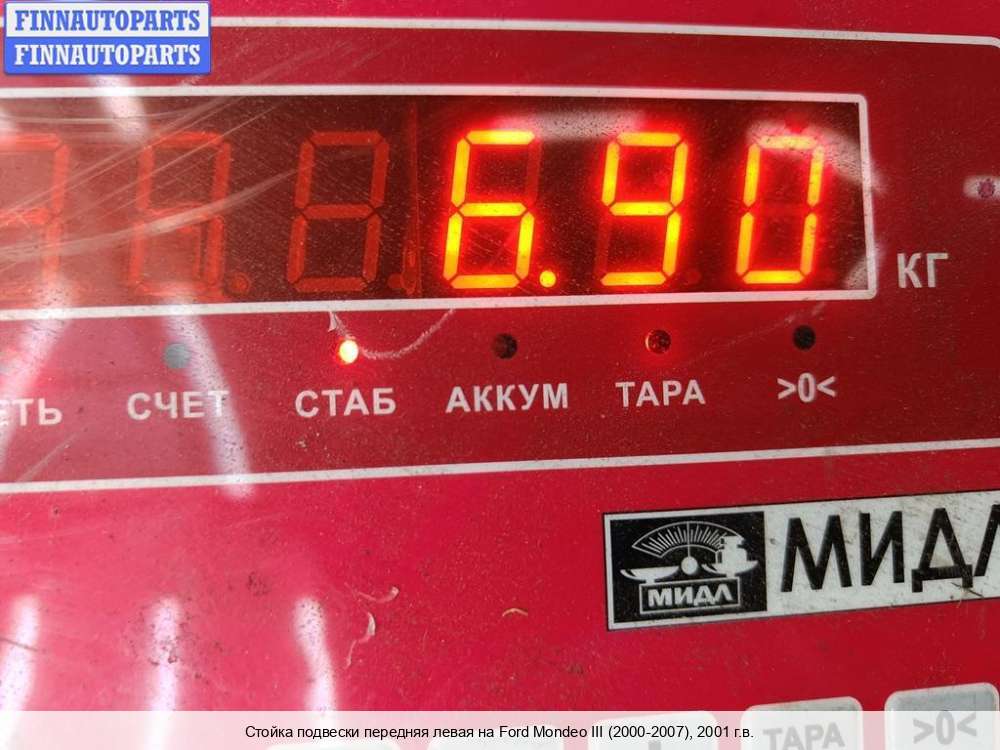 FINNAUTOPARTS
FINNAUTOPARTS
6.90
КГ
ЕТЬ СЧЕТ СТАБ АККУМ ТАРА >0<
МИДЛ
МИДЛ
ТАРА >0<
Стойка подвески передняя левая на Ford Mondeo III (2000-2007), 2001 г.в.